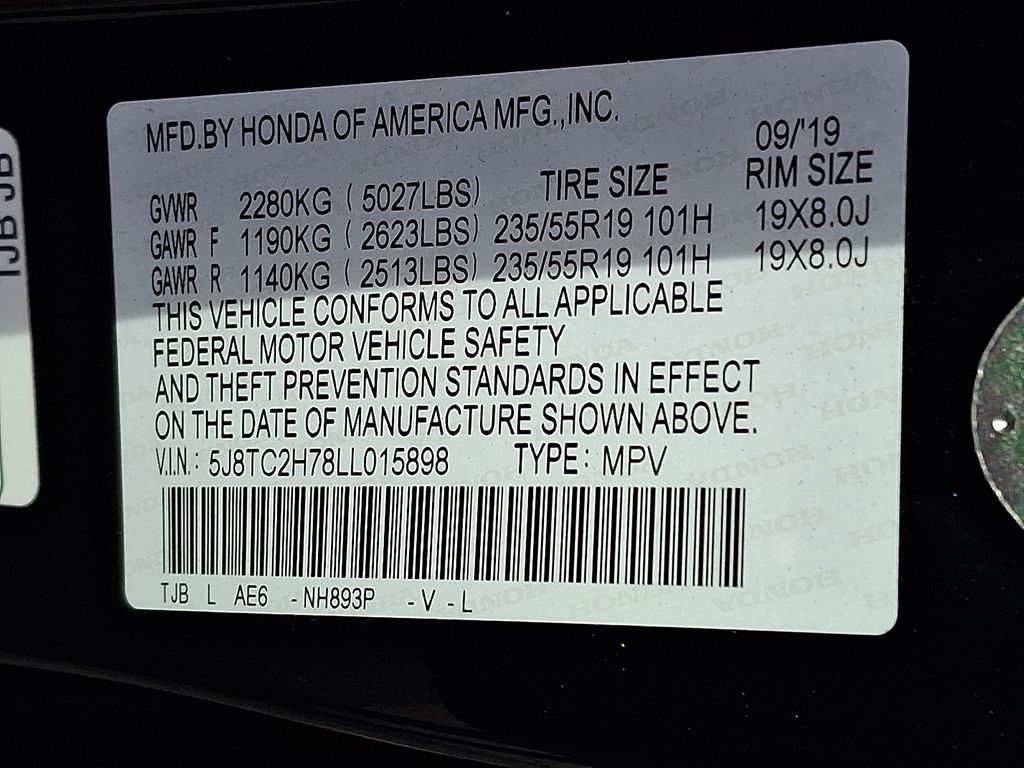 MFD.BY HONDA OF AMERICA MFG.,INC.
09/'19
GVWR 2280KG ( 5027LBS) TIRE SIZE RIM SIZE
GAWR F 1190KG ( 2623LBS) 235/55R19 101H 19X8.0J
GAWR R 1140KG ( 2513LBS) 235/55R19 101H 19X8.0J
THIS VEHICLE CONFORMS TO ALL APPLICABLE
FEDERAL MOTOR VEHICLE SAFETY
AND THEFT PREVENTION STANDARDS IN EFFECT
ON THE DATE OF MANUFACTURE SHOWN ABOVE.
V.I.N.: 5J8TC2H78LL015898 TYPE: MPV
TJB L AE6 -NH893P -V -L
TJB JB